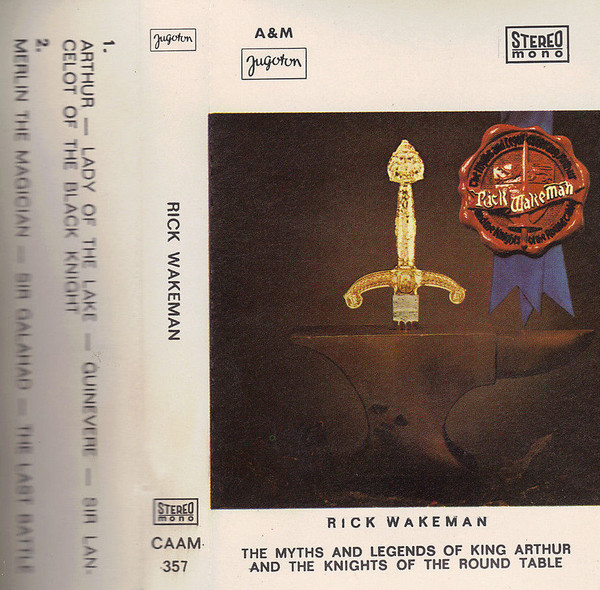 1.
ARTHUR — LADY OF THE LAKE — GUINEVERE — SIR LAN-
CELOT OF THE BLACK KNIGHT
2.
MERLIN THE MAGICIAN — SIR GALAHAD — THE LAST BATTLE
Jugoton
RICK WAKEMAN
STEREO
mono
CAAM
357
A&M
Jugoton
STEREO
mono
Rick Wakeman
RICK WAKEMAN
THE MYTHS AND LEGENDS OF KING ARTHUR
AND THE KNIGHTS OF THE ROUND TABLE